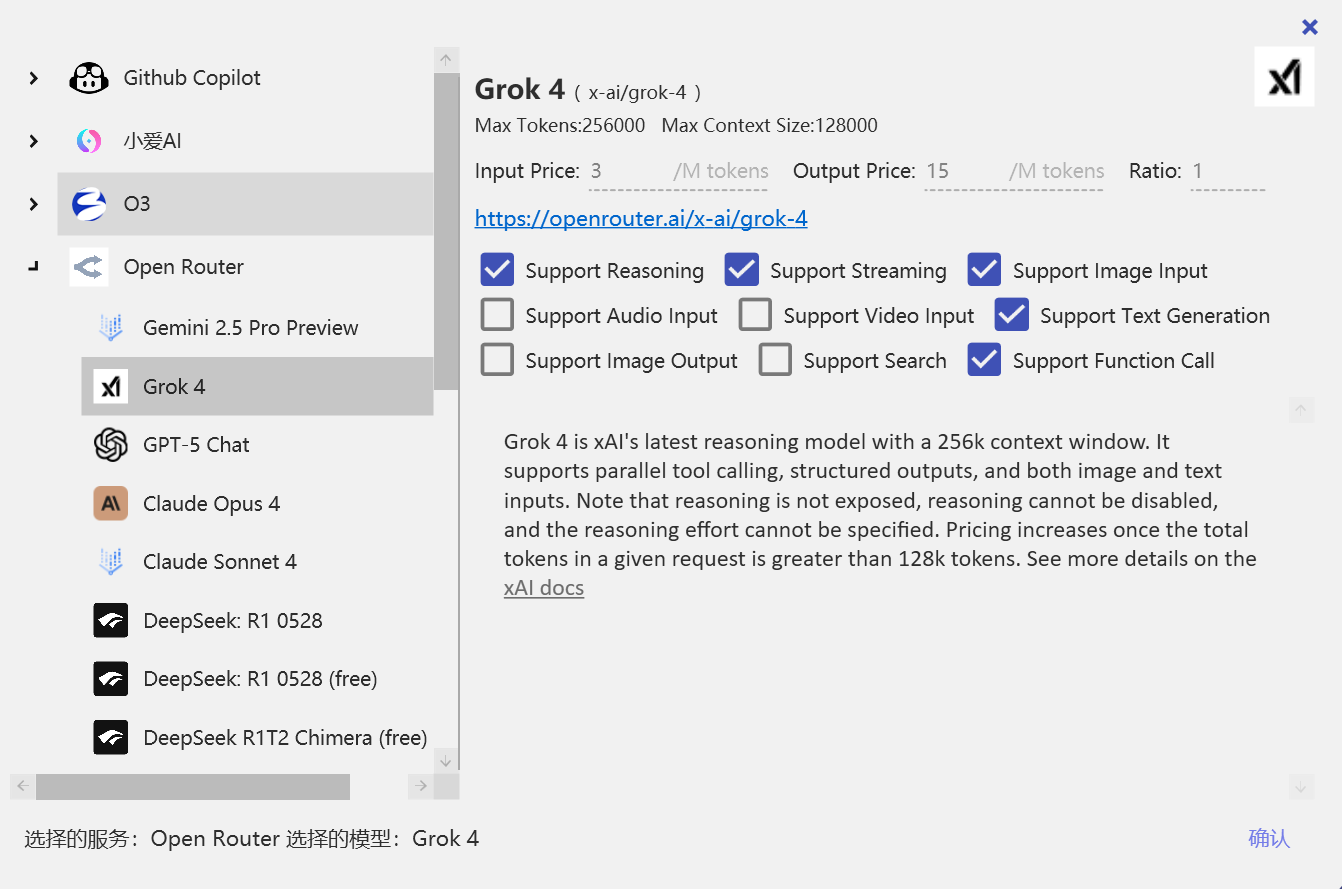 Github Copilot
小爱AI
O3
Open Router
Gemini 2.5 Pro Preview
Grok 4
GPT-5 Chat
Claude Opus 4
Claude Sonnet 4
DeepSeek: R1 0528
DeepSeek: R1 0528 (free)
DeepSeek R1T2 Chimera (free)
Grok 4 ( x-ai/grok-4 )
Max Tokens:256000 Max Context Size:128000
Input Price: 3 /M tokens Output Price: 15 /M tokens Ratio: 1
https://openrouter.ai/x-ai/grok-4
Support Reasoning Support Streaming Support Image Input
Support Audio Input Support Video Input Support Text Generation
Support Image Output Support Search Support Function Call
Grok 4 is xAI's latest reasoning model with a 256k context window. It
supports parallel tool calling, structured outputs, and both image and text
inputs. Note that reasoning is not exposed, reasoning cannot be disabled,
and the reasoning effort cannot be specified. Pricing increases once the total
tokens in a given request is greater than 128k tokens. See more details on the
xAI docs
选择的服务：Open Router 选择的模型：Grok 4
确认